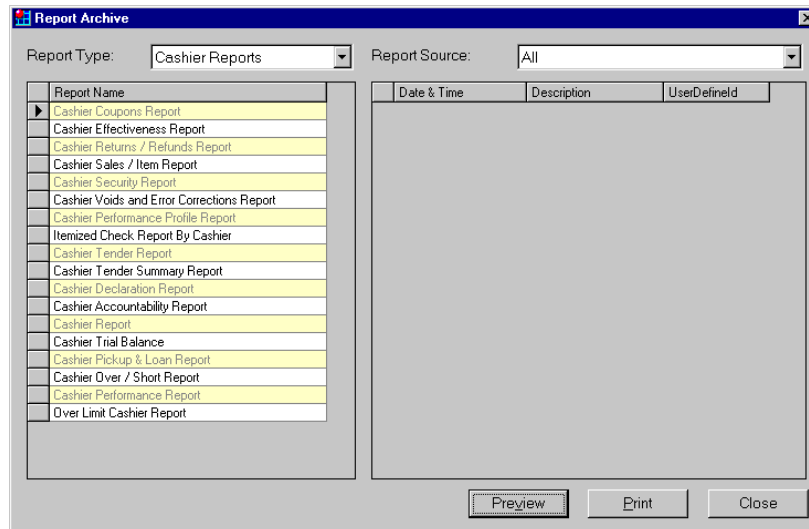 Report Archive
Report Type: Cashier Reports Report Source: All
Report Name Date & Time Description UserDefineId
Cashier Coupons Report
Cashier Effectiveness Report
Cashier Returns / Refunds Report
Cashier Sales / Item Report
Cashier Security Report
Cashier Voids and Error Corrections Report
Cashier Performance Profile Report
Itemized Check Report By Cashier
Cashier Tender Report
Cashier Tender Summary Report
Cashier Declaration Report
Cashier Accountability Report
Cashier Report
Cashier Trial Balance
Cashier Pickup & Loan Report
Cashier Over / Short Report
Cashier Performance Report
Over Limit Cashier Report
Preview Print Close